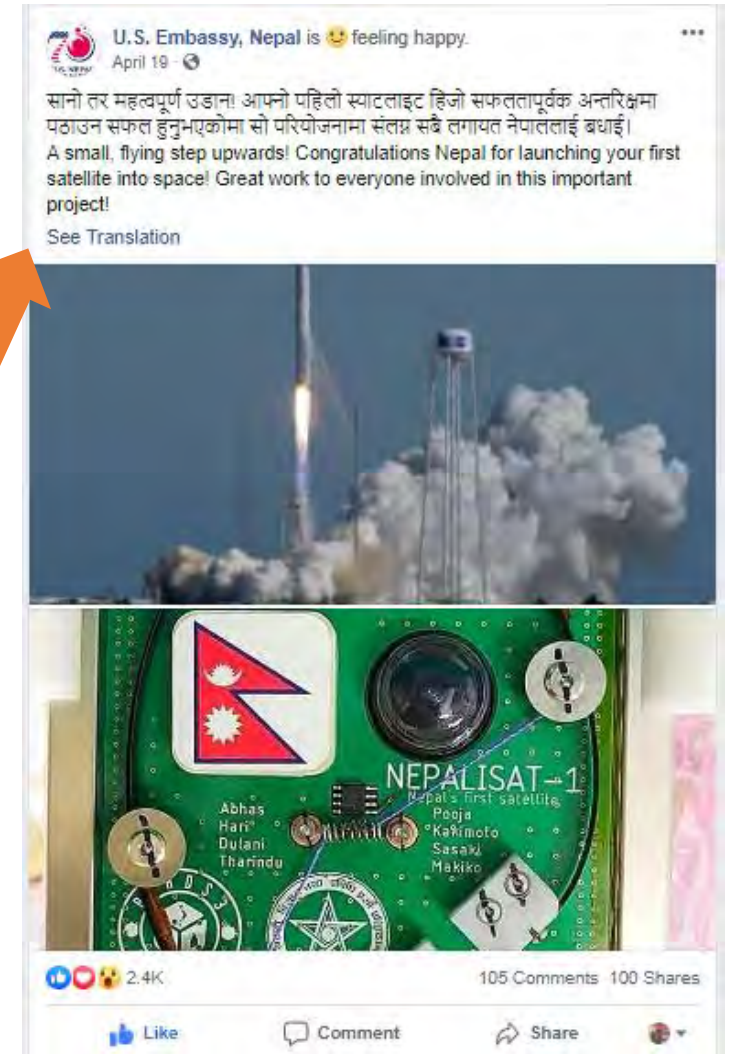 U.S. Embassy, Nepal is feeling happy.
April 19
सानो तर महत्वपूर्ण उडान! आफ्नो पहिलो स्याटलाइट हिजो सफलतापूर्वक अन्तरिक्षमा
पठाउन सफल हुनुभएकोमा सो परियोजनामा संलग्न सबै लगायत नेपाललाई बधाई।
A small, flying step upwards! Congratulations Nepal for launching your first
satellite into space! Great work to everyone involved in this important
project!
See Translation
NEPALISAT-1
Nepal's first satellite
Abhas
Hari
Dulani
Tharindu
Pooja
Kakimoto
Sasaki
Makiko
2.4K
105 Comments 100 Shares
Like Comment Share